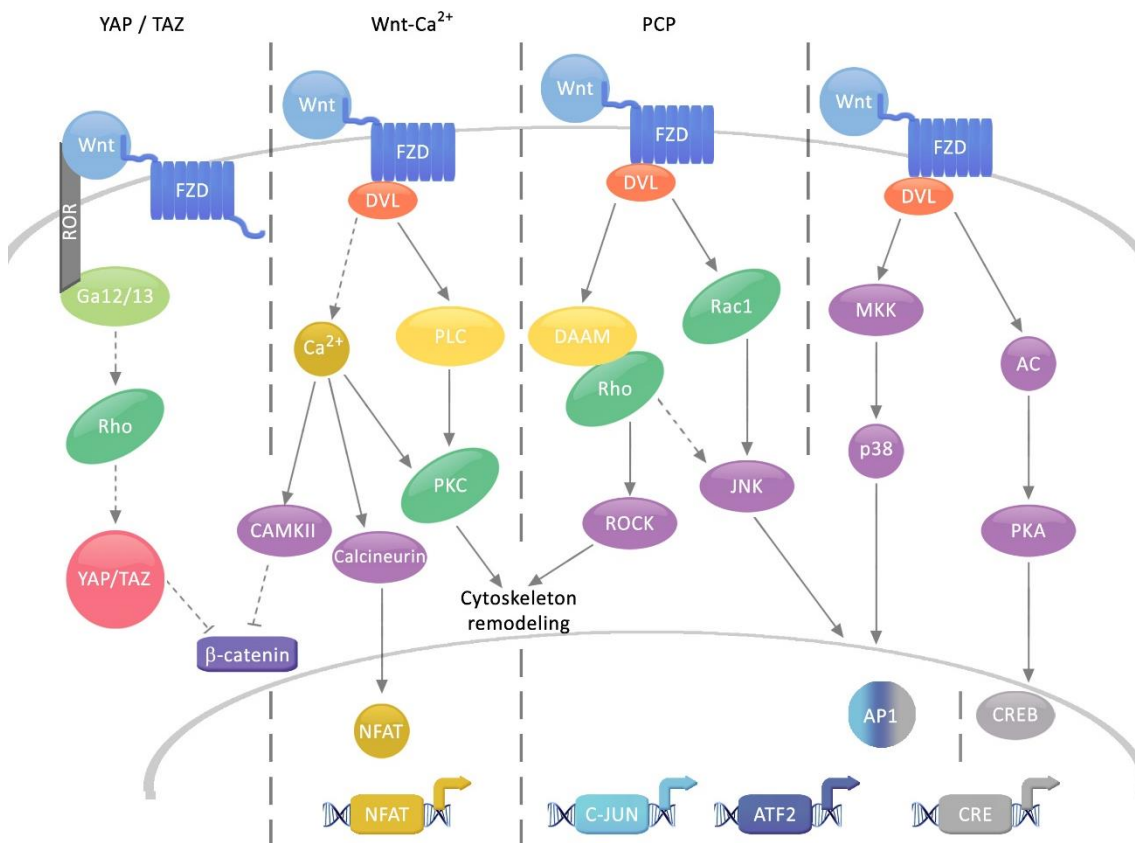 YAP / TAZ
Wnt-Ca²⁺
PCP
Wnt
FZD
ROR
Ga12/13
Rho
YAP/TAZ
β-catenin
Wnt
FZD
DVL
Ca²⁺
PLC
PKC
CAMKII
Calcineurin
NFAT
NFAT
Wnt
FZD
DVL
DAAM
Rho
Rac1
JNK
ROCK
Cytoskeleton
remodeling
C-JUN
ATF2
Wnt
FZD
DVL
MKK
AC
p38
PKA
AP1
CREB
CRE